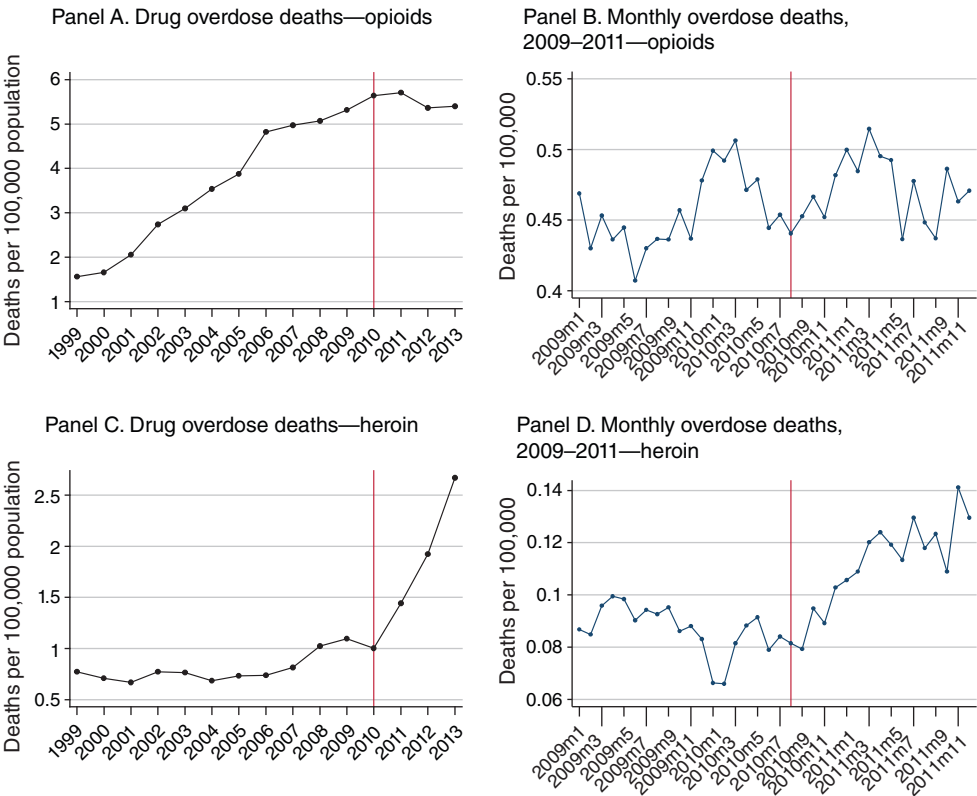 Panel A. Drug overdose deaths—opioids
Deaths per 100,000 population
6
5
4
3
2
1
1999
2000
2001
2002
2003
2004
2005
2006
2007
2008
2009
2010
2011
2012
2013
Panel B. Monthly overdose deaths,
2009–2011—opioids
Deaths per 100,000
0.55
0.5
0.45
0.4
2009m1
2009m3
2009m5
2009m7
2009m9
2009m11
2010m1
2010m3
2010m5
2010m7
2010m9
2010m11
2011m1
2011m3
2011m5
2011m7
2011m9
2011m11
Panel C. Drug overdose deaths—heroin
Deaths per 100,000 population
2.5
2
1.5
1
0.5
1999
2000
2001
2002
2003
2004
2005
2006
2007
2008
2009
2010
2011
2012
2013
Panel D. Monthly overdose deaths,
2009–2011—heroin
Deaths per 100,000
0.14
0.12
0.1
0.08
0.06
2009m1
2009m3
2009m5
2009m7
2009m9
2009m11
2010m1
2010m3
2010m5
2010m7
2010m9
2010m11
2011m1
2011m3
2011m5
2011m7
2011m9
2011m11